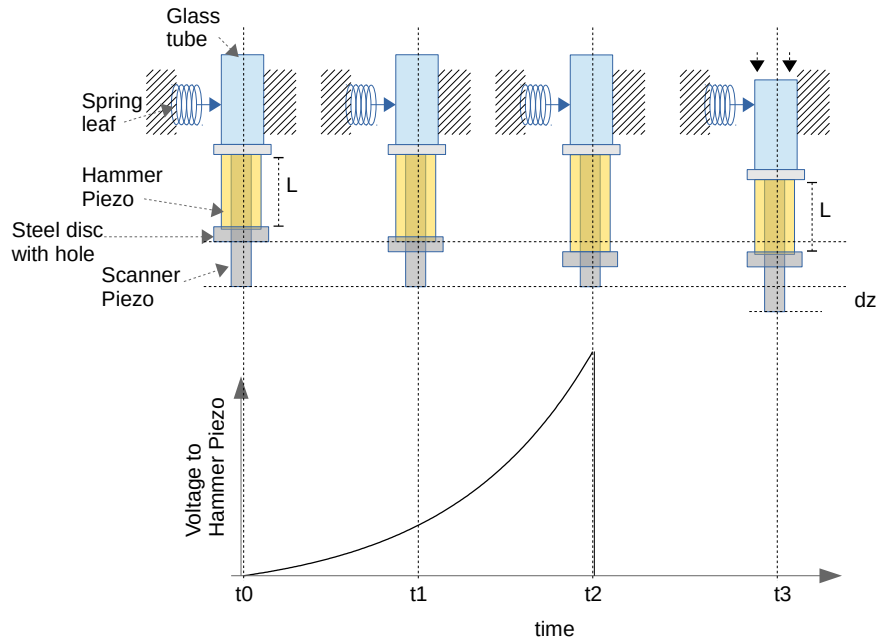 Glass
tube
Spring
leaf
Hammer
Piezo
L
Steel disc
with hole
Scanner
Piezo
L
dz
Voltage to
Hammer Piezo
t0
t1
t2
t3
time